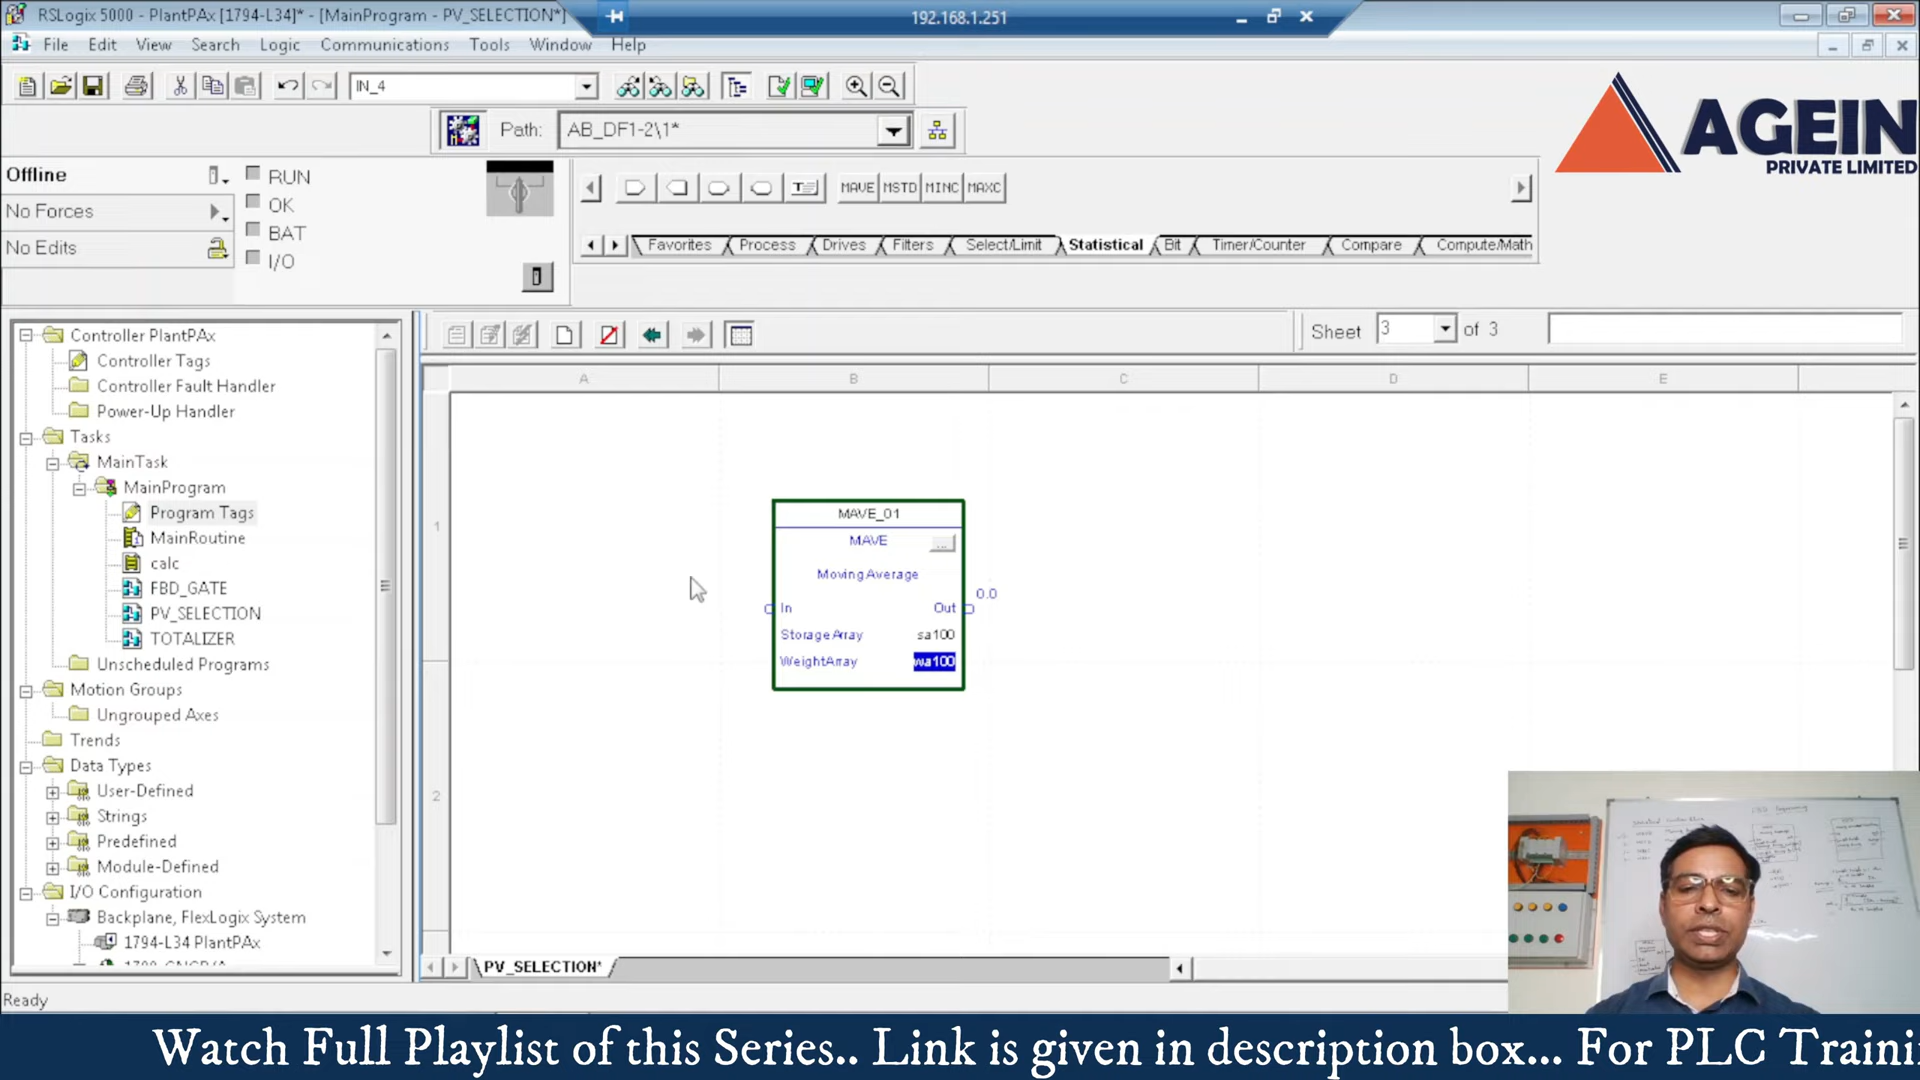 RSLogix 5000 - PlantPAx [1794-L34]* - [MainProgram - PV_SELECTION*]
192.168.1.251
File Edit View Search Logic Communications Tools Window Help
IN_4
Path: AB_DF1-2\1*
AGEIN
PRIVATE LIMITED
Offline
No Forces
No Edits
RUN
OK
BAT
I/O
MAVE MSTD MINC MAXC
Favorites Process Drives Filters Select/Limit Statistical Bit Timer/Counter Compare Compute/Math
Sheet 3 of 3
Controller PlantPAx
Controller Tags
Controller Fault Handler
Power-Up Handler
Tasks
MainTask
MainProgram
Program Tags
MainRoutine
calc
FBD_GATE
PV_SELECTION
TOTALIZER
Unscheduled Programs
Motion Groups
Ungrouped Axes
Trends
Data Types
User-Defined
Strings
Predefined
Module-Defined
I/O Configuration
Backplane, FlexLogix System
1794-L34 PlantPAx
A B C D E
1
2
MAVE_01
MAVE
...
Moving Average
In Out 0.0
StorageArray sa100
WeightArray wa100
PV_SELECTION*
Ready
Watch Full Playlist of this Series.. Link is given in description box... For PLC Traini